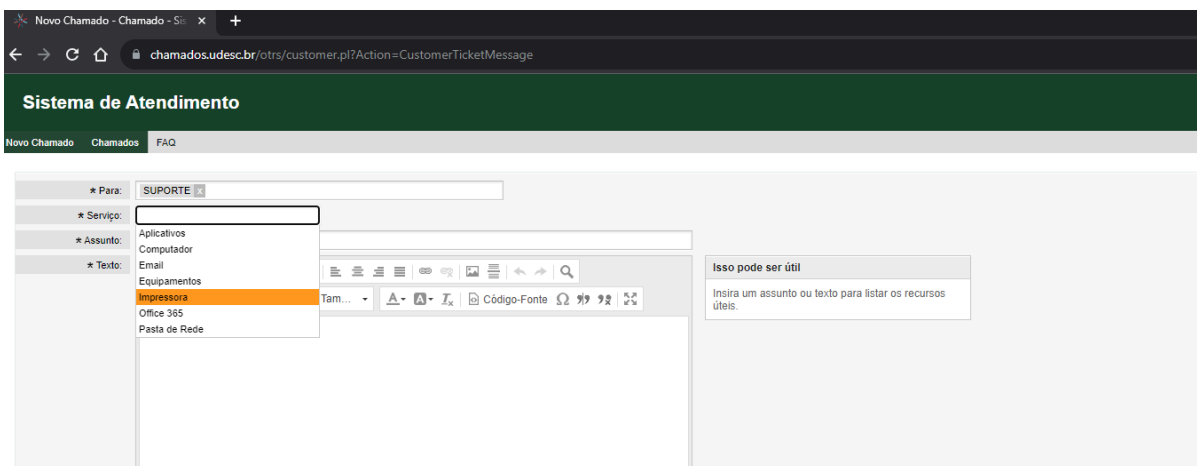 Novo Chamado - Chamado - Sis
chamados.udesc.br/otrs/customer.pl?Action=CustomerTicketMessage
Sistema de Atendimento
Novo Chamado Chamados FAQ
* Para: SUPORTE x
* Serviço:
Aplicativos
* Assunto:
Computador
* Texto: Email
Equipamentos
Impressora
Office 365
Pasta de Rede
Tam... Código-Fonte
Isso pode ser útil
Insira um assunto ou texto para listar os recursos
úteis.